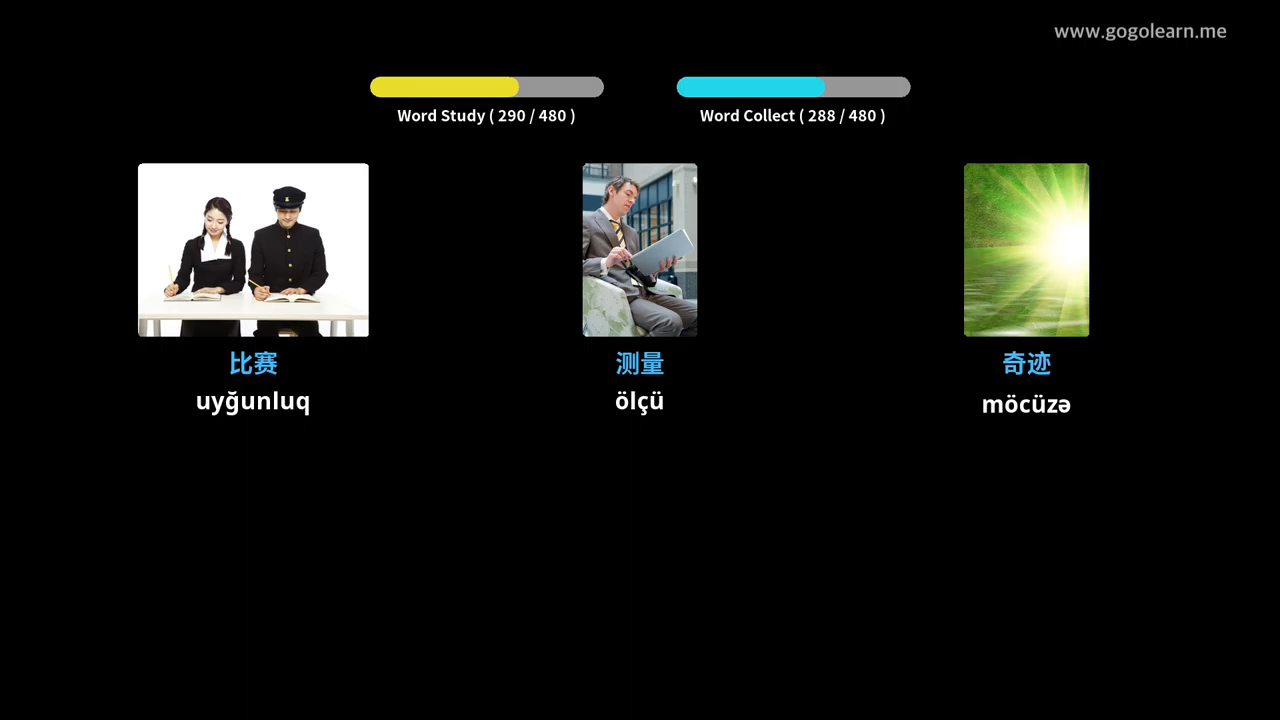 www.gogolearn.me
Word Study ( 290 / 480 )
Word Collect ( 288 / 480 )
比赛
测量
奇迹
uyğunluq
ölçü
möcüzə